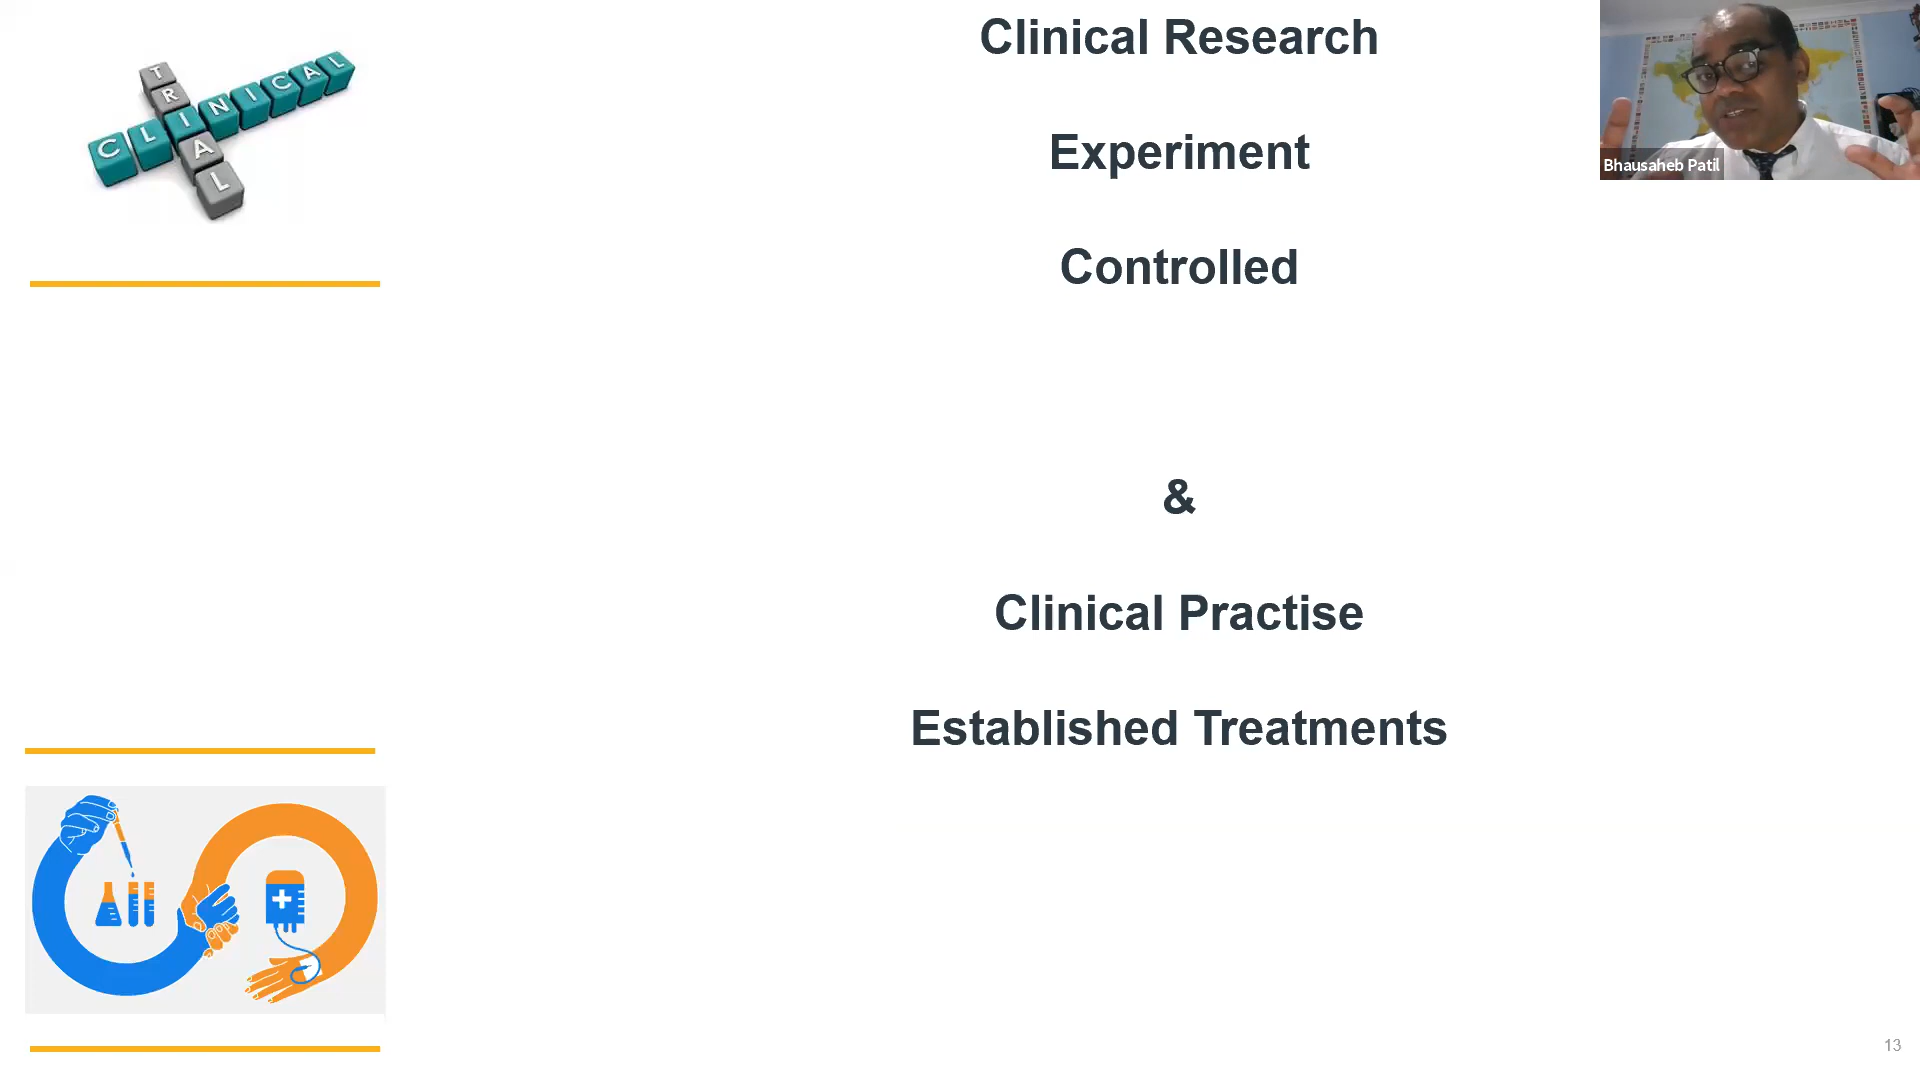 TRIAL
CLINICAL
Clinical Research
Experiment
Controlled
&
Clinical Practise
Established Treatments
Bhausaheb Patil
13